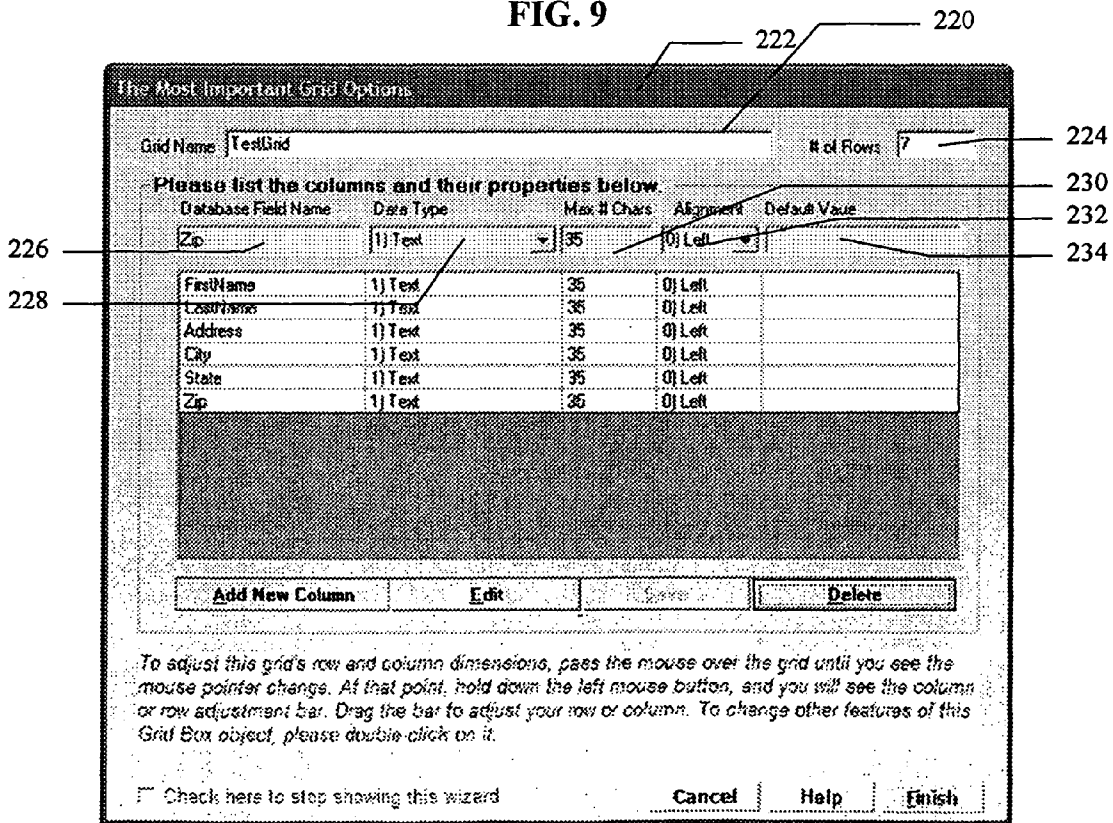 FIG. 9
220
222
The Most Important Grid Options
Grid Name TestGrid # of Rows 7
224
Please list the columns and their properties below.
230
Database Field Name Data Type Max # Chars Alignment Default Vaue
232
226 Zip 1) Text 35 0) Left 234
228 FirstName 1) Text 35 0) Left
LastName 1) Text 35 0) Left
Address 1) Text 35 0) Left
City 1) Text 35 0) Left
State 1) Text 35 0) Left
Zip 1) Text 35 0) Left
Add New Column Edit Save Delete
To adjust this grid's row and column dimensions, pass the mouse over the grid until you see the
mouse pointer change. At that point, hold down the left mouse button, and you will see the column
or row adjustment bar. Drag the bar to adjust your row or column. To change other features of this
Grid Box object, please double-click on it.
Check here to stop showing this wizard Cancel Help Finish